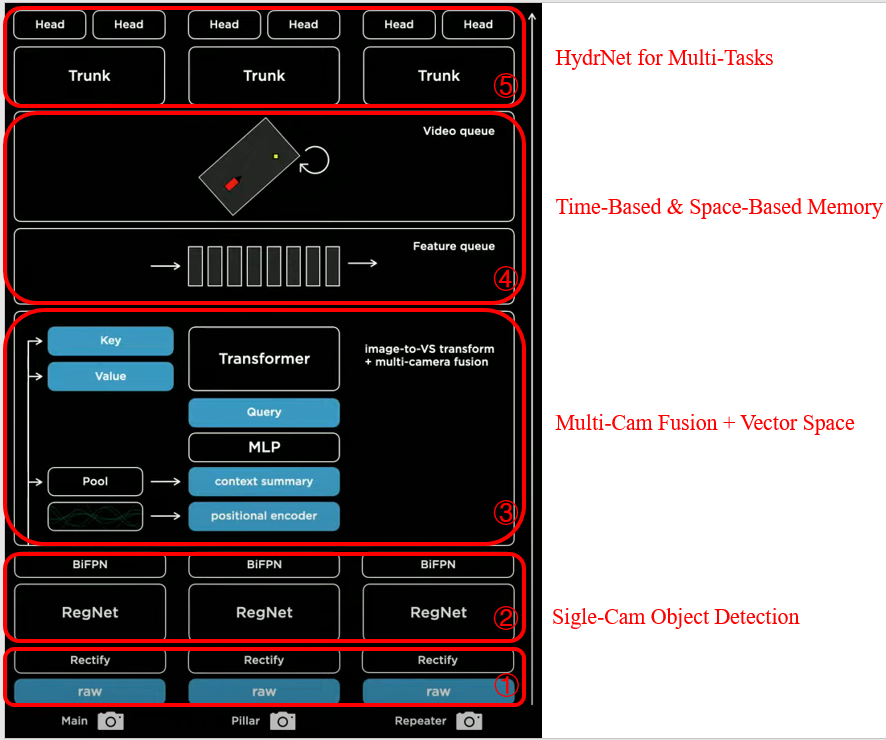 Head Head Head Head Head Head
Trunk Trunk Trunk
⑤
HydrNet for Multi-Tasks
Video queue
Time-Based & Space-Based Memory
Feature queue
④
Key
Value
Transformer
image-to-VS transform
+ multi-camera fusion
Query
MLP
Multi-Cam Fusion + Vector Space
Pool
context summary
positional encoder
③
BiFPN BiFPN BiFPN
RegNet RegNet RegNet
②
Sigle-Cam Object Detection
Rectify Rectify Rectify
raw raw raw
①
Main Pillar Repeater